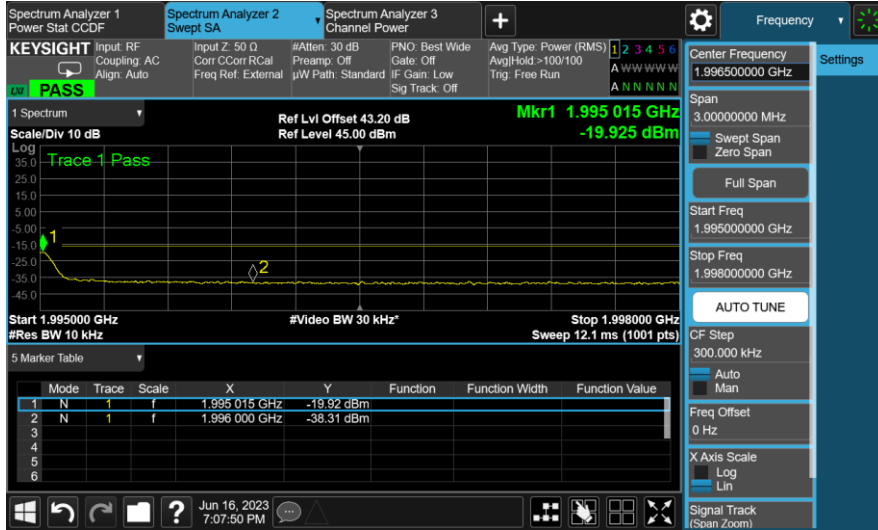 Spectrum Analyzer 1
Power Stat CCDF
Spectrum Analyzer 2
Swept SA
Spectrum Analyzer 3
Channel Power
Frequency
KEYSIGHT
LXI
PASS
Input: RF
Coupling: AC
Align: Auto
Input Z: 50 Ω
Corr CCorr RCal
Freq Ref: External
#Atten: 30 dB
Preamp: Off
µW Path: Standard
PNO: Best Wide
Gate: Off
IF Gain: Low
Sig Track: Off
Avg Type: Power (RMS)
Avg|Hold:>100/100
Trig: Free Run
1 2 3 4 5 6
A W W W W W
A N N N N N
1 Spectrum
Scale/Div 10 dB
Ref Lvl Offset 43.20 dB
Ref Level 45.00 dBm
Mkr1 1.995 015 GHz
-19.925 dBm
Log
Trace 1 Pass
35.0
25.0
15.0
5.00
-5.00
-15.0
-25.0
-35.0
-45.0
1
2
Start 1.995000 GHz
#Video BW 30 kHz*
Stop 1.998000 GHz
#Res BW 10 kHz
Sweep 12.1 ms (1001 pts)
5 Marker Table
Mode Trace Scale X Y Function Function Width Function Value
1 N 1 f 1.995 015 GHz -19.92 dBm
2 N 1 f 1.996 000 GHz -38.31 dBm
3
4
5
6
Jun 16, 2023
7:07:50 PM
?
Center Frequency
1.996500000 GHz
Settings
Span
3.00000000 MHz
Swept Span
Zero Span
Full Span
Start Freq
1.995000000 GHz
Stop Freq
1.998000000 GHz
AUTO TUNE
CF Step
300.000 kHz
Auto
Man
Freq Offset
0 Hz
X Axis Scale
Log
Lin
Signal Track
(Span Zoom)